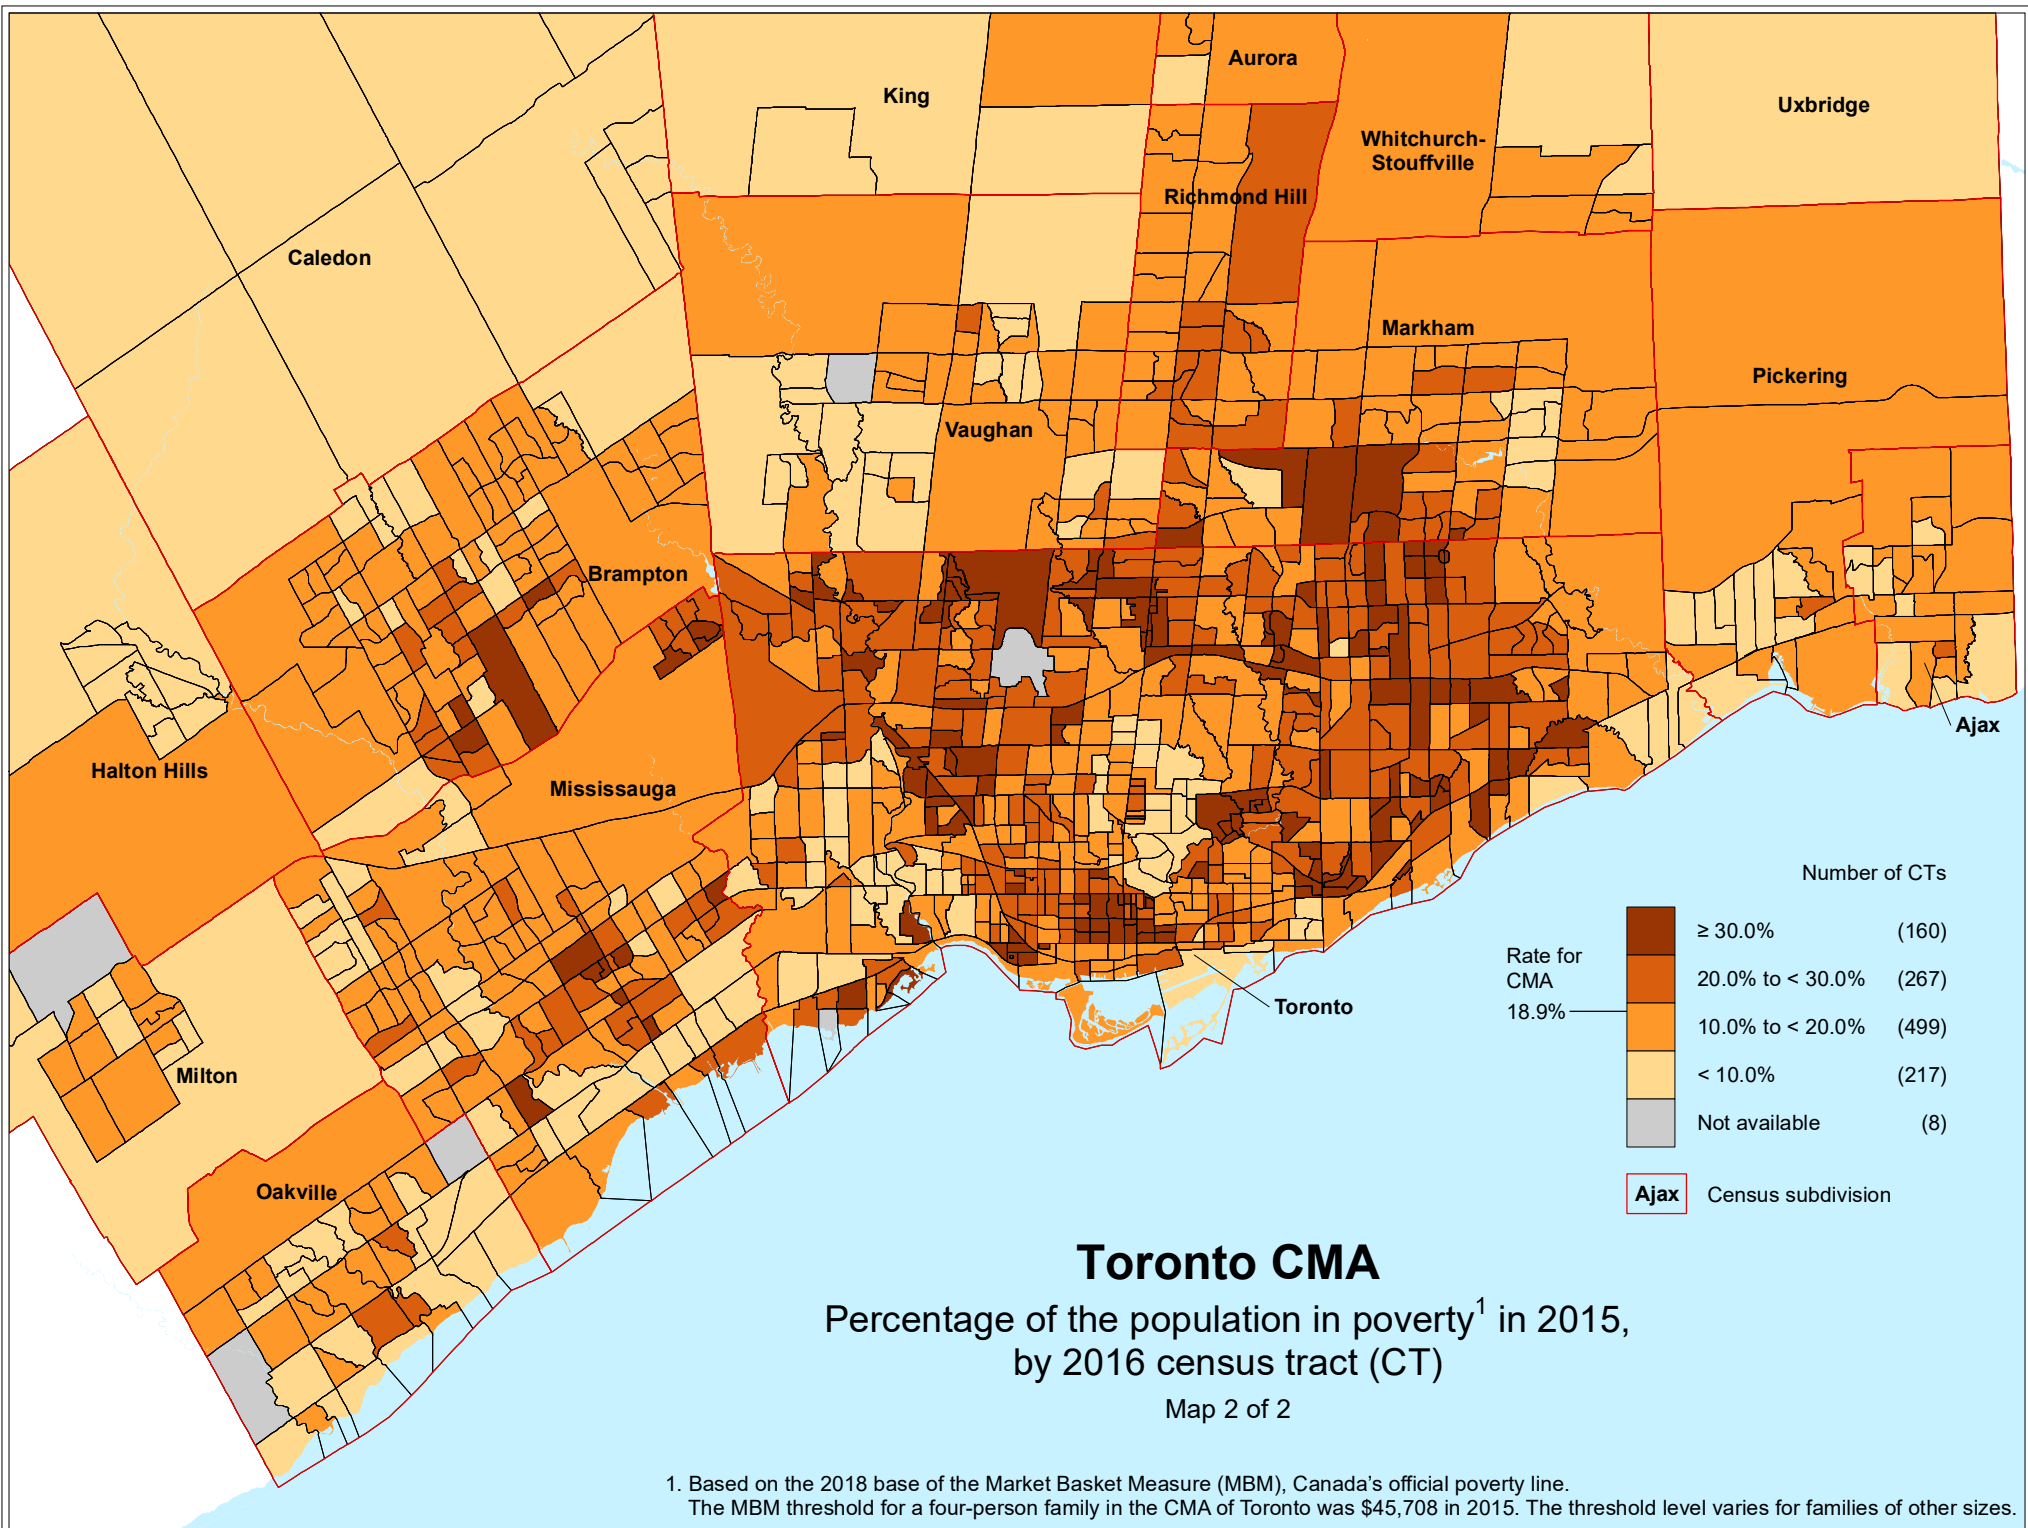 Aurora
King
Uxbridge
Whitchurch-
Stouffville
Richmond Hill
Caledon
Markham
Pickering
Vaughan
Brampton
Ajax
Halton Hills
Mississauga
Number of CTs
≥ 30.0% (160)
Rate for
CMA
18.9%
20.0% to < 30.0% (267)
10.0% to < 20.0% (499)
< 10.0% (217)
Not available (8)
Toronto
Milton
Oakville
Ajax Census subdivision
Toronto CMA
Percentage of the population in poverty1 in 2015,
by 2016 census tract (CT)
Map 2 of 2
1. Based on the 2018 base of the Market Basket Measure (MBM), Canada's official poverty line.
The MBM threshold for a four-person family in the CMA of Toronto was $45,708 in 2015. The threshold level varies for families of other sizes.